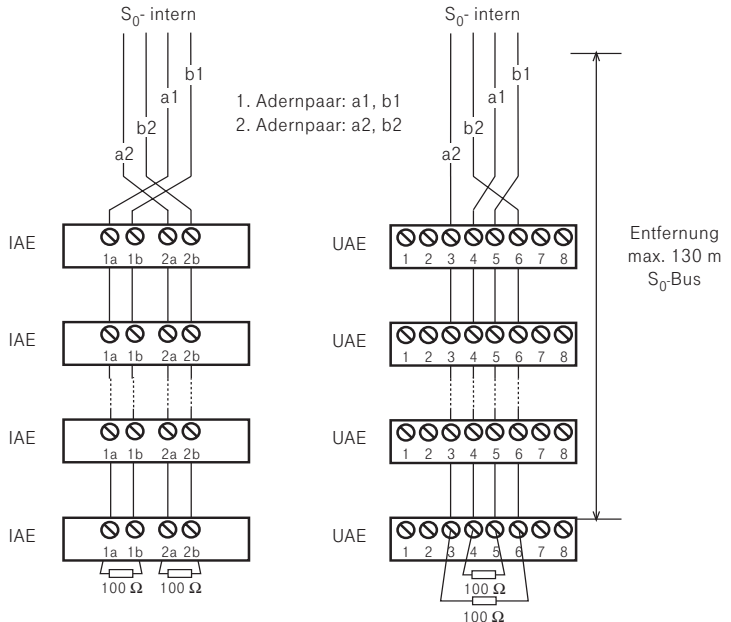 S0- intern
S0- intern
b1
a1
b2
a2
1. Adernpaar: a1, b1
2. Adernpaar: a2, b2
b1
a1
b2
a2
IAE
1a 1b 2a 2b
UAE
1 2 3 4 5 6 7 8
Entfernung
max. 130 m
S0-Bus
IAE
1a 1b 2a 2b
UAE
1 2 3 4 5 6 7 8
IAE
1a 1b 2a 2b
UAE
1 2 3 4 5 6 7 8
IAE
1a 1b 2a 2b
UAE
1 2 3 4 5 6 7 8
100 Ω 100 Ω
100 Ω
100 Ω